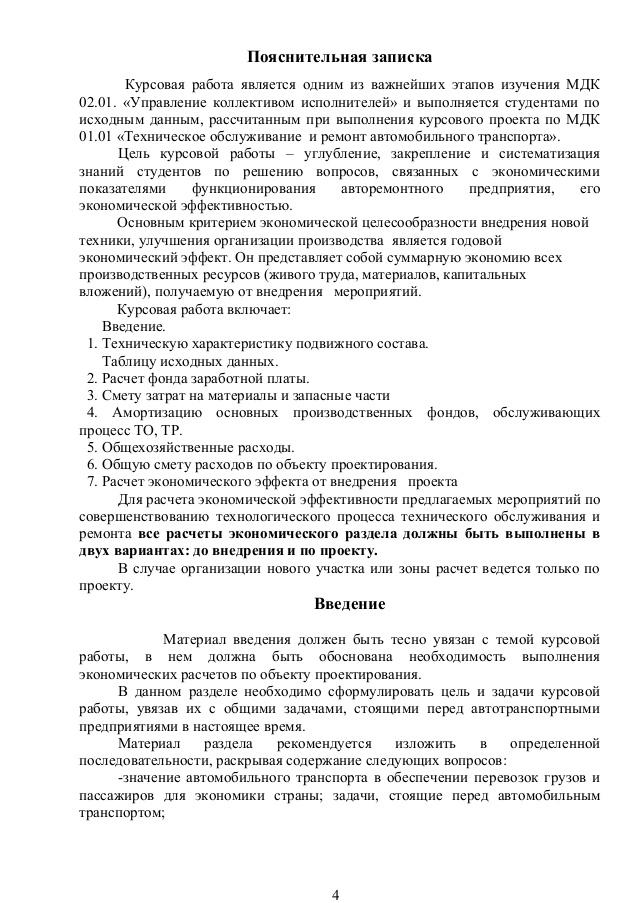 Пояснительная записка
Курсовая работа является одним из важнейших этапов изучения МДК
02.01. «Управление коллективом исполнителей» и выполняется студентами по
исходным данным, рассчитанным при выполнения курсового проекта по МДК
01.01 «Техническое обслуживание и ремонт автомобильного транспорта».
Цель курсовой работы – углубление, закрепление и систематизация
знаний студентов по решению вопросов, связанных с экономическими
показателями функционирования авторемонтного предприятия, его
экономической эффективностью.
Основным критерием экономической целесообразности внедрения новой
техники, улучшения организации производства является годовой
экономический эффект. Он представляет собой суммарную экономию всех
производственных ресурсов (живого труда, материалов, капитальных
вложений), получаемую от внедрения мероприятий.
Курсовая работа включает:
Введение.
1. Техническую характеристику подвижного состава.
Таблицу исходных данных.
2. Расчет фонда заработной платы.
3. Смету затрат на материалы и запасные части
4. Амортизацию основных производственных фондов, обслуживающих
процесс ТО, ТР.
5. Общехозяйственные расходы.
6. Общую смету расходов по объекту проектирования.
7. Расчет экономического эффекта от внедрения проекта
Для расчета экономической эффективности предлагаемых мероприятий по
совершенствованию технологического процесса технического обслуживания и
ремонта все расчеты экономического раздела должны быть выполнены в
двух вариантах: до внедрения и по проекту.
В случае организации нового участка или зоны расчет ведется только по
проекту.
Введение
Материал введения должен быть тесно увязан с темой курсовой
работы, в нем должна быть обоснована необходимость выполнения
экономических расчетов по объекту проектирования.
В данном разделе необходимо сформулировать цель и задачи курсовой
работы, увязав их с общими задачами, стоящими перед автотранспортными
предприятиями в настоящее время.
Материал раздела рекомендуется изложить в определенной
последовательности, раскрывая содержание следующих вопросов:
-значение автомобильного транспорта в обеспечении перевозок грузов и
пассажиров для экономики страны; задачи, стоящие перед автомобильным
транспортом;
4